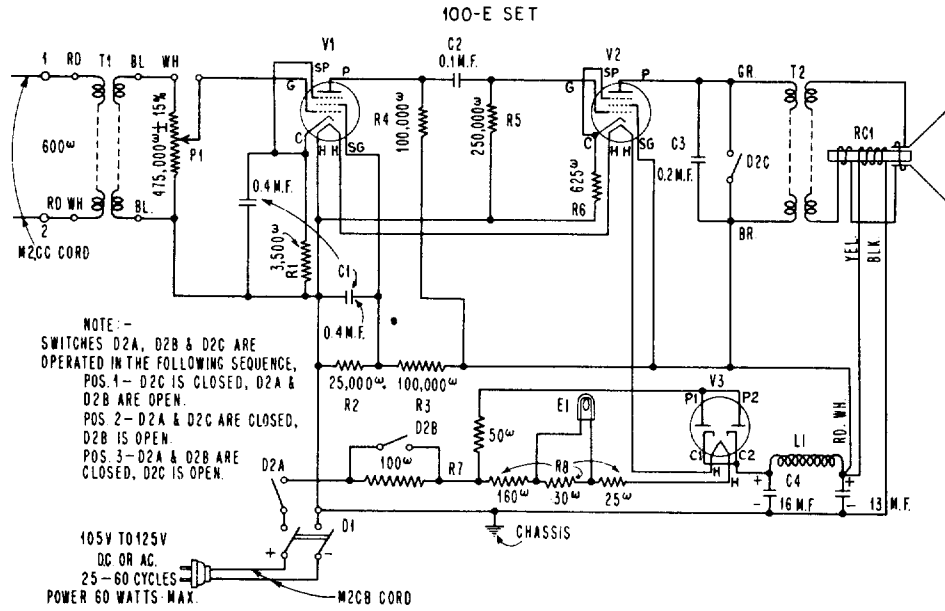 100-E SET
V1
C2
0.1 M.F.
V2
1
RD
T1
BL
WH
SP
P
G
C
H H
SG
R4
100,000ω
250,000ω
R5
G
SP
P
C
H H
SG
625ω
R6
C3
0.2 M.F.
GR
D2C
BR
T2
RC1
YEL.
BLK.
600ω
475,000ω ± 15%
P1
0.4 M.F.
3,500ω
R1
C1
0.4 M.F.
RD WH
BL.
2
M2CC CORD
NOTE:-
SWITCHES D2A, D2B & D2C ARE
OPERATED IN THE FOLLOWING SEQUENCE,
POS. 1 - D2C IS CLOSED, D2A &
D2B ARE OPEN.
POS. 2 - D2A & D2C ARE CLOSED,
D2B IS OPEN.
POS. 3 - D2A & D2B ARE
CLOSED, D2C IS OPEN.
25,000ω
R2
100,000ω
R3
D2B
100ω
R7
50ω
E1
R8
160ω
30ω
25ω
V3
P1
P2
C1
C2
H
H
RD. WH.
L1
+
C4
-
16 M.F.
+
-
13 M.F.
D2A
D1
+
-
CHASSIS
105V TO 125V
D.C. OR AC.
25-60 CYCLES
POWER 60 WATTS-MAX.
M2CB CORD